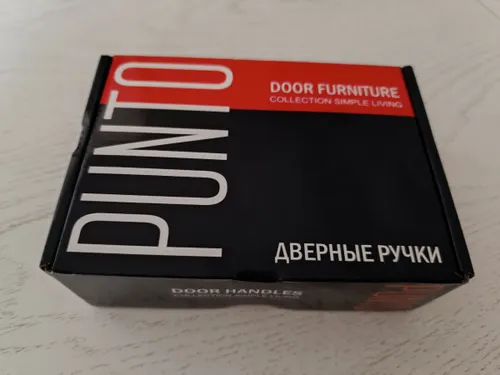 PUNTO
DOOR FURNITURE
COLLECTION SIMPLE LIVING
ДВЕРНЫЕ РУЧКИ
DOOR HANDLES
COLLECTION SIMPLE LIVING